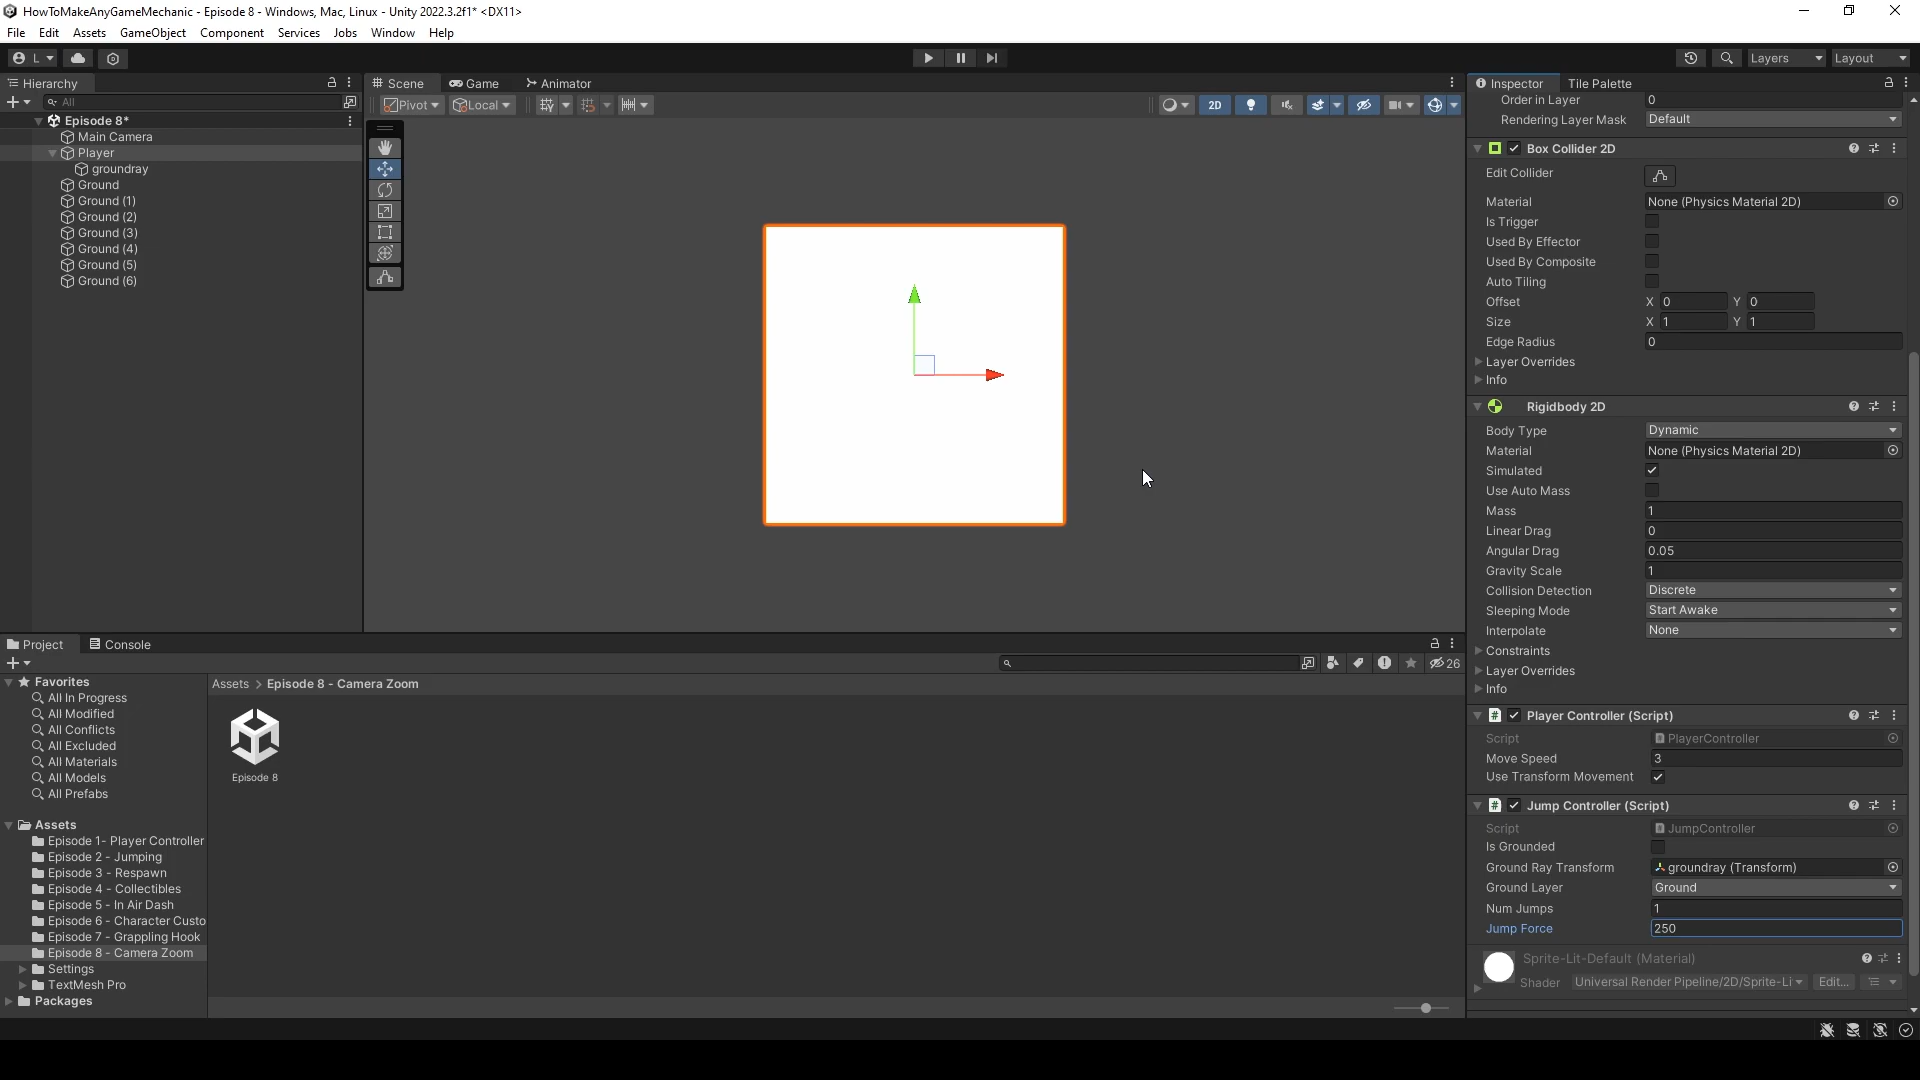 HowToMakeAnyGameMechanic - Episode 8 - Windows, Mac, Linux - Unity 2022.3.2f1* <DX11>
File Edit Assets GameObject Component Services Jobs Window Help
L Layers Layout
Hierarchy
All
Episode 8*
Main Camera
Player
groundray
Ground
Ground (1)
Ground (2)
Ground (3)
Ground (4)
Ground (5)
Ground (6)
Scene Game Animator
Pivot Local 2D
Inspector Tile Palette
Order in Layer 0
Rendering Layer Mask Default
Box Collider 2D
Edit Collider
Material None (Physics Material 2D)
Is Trigger
Used By Effector
Used By Composite
Auto Tiling
Offset X 0 Y 0
Size X 1 Y 1
Edge Radius 0
Layer Overrides
Info
Rigidbody 2D
Body Type Dynamic
Material None (Physics Material 2D)
Simulated
Use Auto Mass
Mass 1
Linear Drag 0
Angular Drag 0.05
Gravity Scale 1
Collision Detection Discrete
Sleeping Mode Start Awake
Interpolate None
Constraints
Layer Overrides
Info
Player Controller (Script)
Script PlayerController
Move Speed 3
Use Transform Movement
Jump Controller (Script)
Script JumpController
Is Grounded
Ground Ray Transform groundray (Transform)
Ground Layer Ground
Num Jumps 1
Jump Force 250
Sprite-Lit-Default (Material)
Shader Universal Render Pipeline/2D/Sprite-Li Edit...
Project Console
26
Favorites
All In Progress
All Modified
All Conflicts
All Excluded
All Materials
All Models
All Prefabs
Assets
Episode 1- Player Controller
Episode 2 - Jumping
Episode 3 - Respawn
Episode 4 - Collectibles
Episode 5 - In Air Dash
Episode 6 - Character Custo
Episode 7 - Grappling Hook
Episode 8 - Camera Zoom
Settings
TextMesh Pro
Packages
Assets > Episode 8 - Camera Zoom
Episode 8